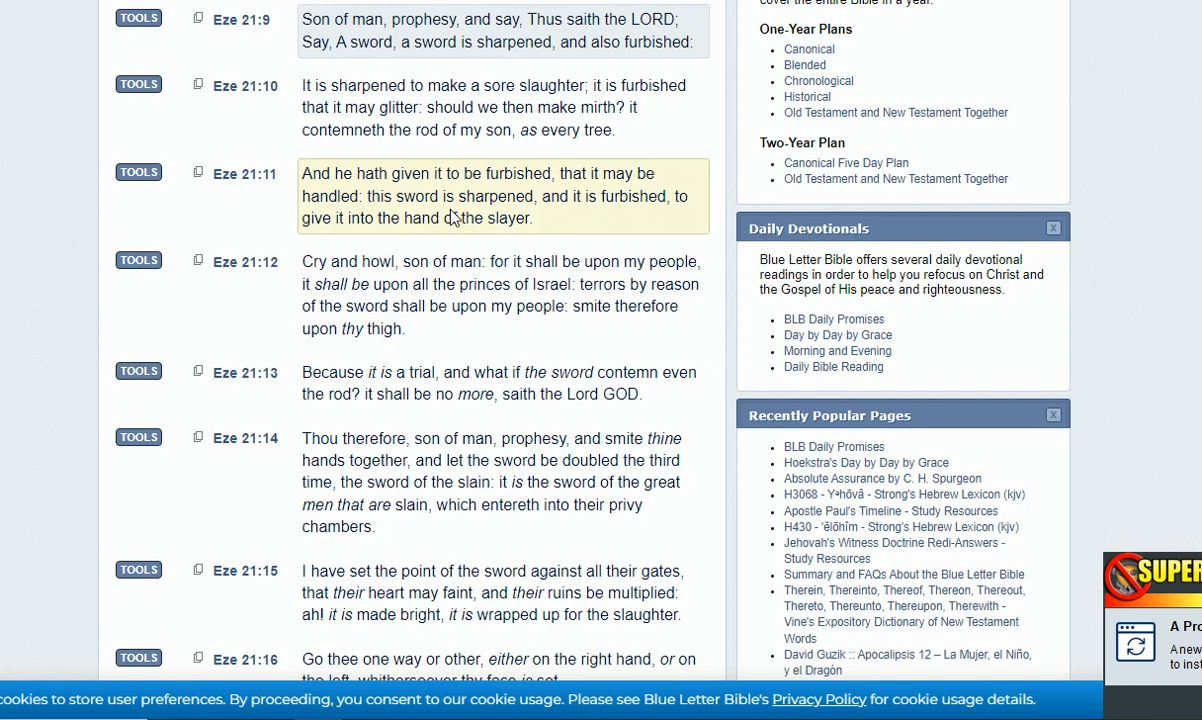 cover the entire Bible in a year.
TOOLS
Eze 21:9
Son of man, prophesy, and say, Thus saith the LORD;
Say, A sword, a sword is sharpened, and also furbished:
TOOLS
Eze 21:10
It is sharpened to make a sore slaughter; it is furbished
that it may glitter: should we then make mirth? it
contemneth the rod of my son, as every tree.
TOOLS
Eze 21:11
And he hath given it to be furbished, that it may be
handled: this sword is sharpened, and it is furbished, to
give it into the hand of the slayer.
TOOLS
Eze 21:12
Cry and howl, son of man: for it shall be upon my people,
it shall be upon all the princes of Israel: terrors by reason
of the sword shall be upon my people: smite therefore
upon thy thigh.
TOOLS
Eze 21:13
Because it is a trial, and what if the sword contemn even
the rod? it shall be no more, saith the Lord GOD.
TOOLS
Eze 21:14
Thou therefore, son of man, prophesy, and smite thine
hands together, and let the sword be doubled the third
time, the sword of the slain: it is the sword of the great
men that are slain, which entereth into their privy
chambers.
TOOLS
Eze 21:15
I have set the point of the sword against all their gates,
that their heart may faint, and their ruins be multiplied:
ah! it is made bright, it is wrapped up for the slaughter.
TOOLS
Eze 21:16
Go thee one way or other, either on the right hand, or on
the left, whithersoever thy face is set.
One-Year Plans
Canonical
Blended
Chronological
Historical
Old Testament and New Testament Together
Two-Year Plan
Canonical Five Day Plan
Old Testament and New Testament Together
Daily Devotionals
Blue Letter Bible offers several daily devotional
readings in order to help you refocus on Christ and
the Gospel of His peace and righteousness.
BLB Daily Promises
Day by Day by Grace
Morning and Evening
Daily Bible Reading
Recently Popular Pages
BLB Daily Promises
Hoekstra's Day by Day by Grace
Absolute Assurance by C. H. Spurgeon
H3068 - Yᵊhōvâ - Strong's Hebrew Lexicon (kjv)
Apostle Paul's Timeline - Study Resources
H430 - 'ĕlōhîm - Strong's Hebrew Lexicon (kjv)
Jehovah's Witness Doctrine Redi-Answers -
Study Resources
Summary and FAQs About the Blue Letter Bible
Therein, Thereinto, Thereof, Thereon, Thereout,
Thereto, Thereunto, Thereupon, Therewith -
Vine's Expository Dictionary of New Testament
Words
David Guzik :: Apocalipsis 12 – La Mujer, el Niño,
y el Dragón
SUPER
A Pro
A new
to inst
cookies to store user preferences. By proceeding, you consent to our cookie usage. Please see Blue Letter Bible's Privacy Policy for cookie usage details.